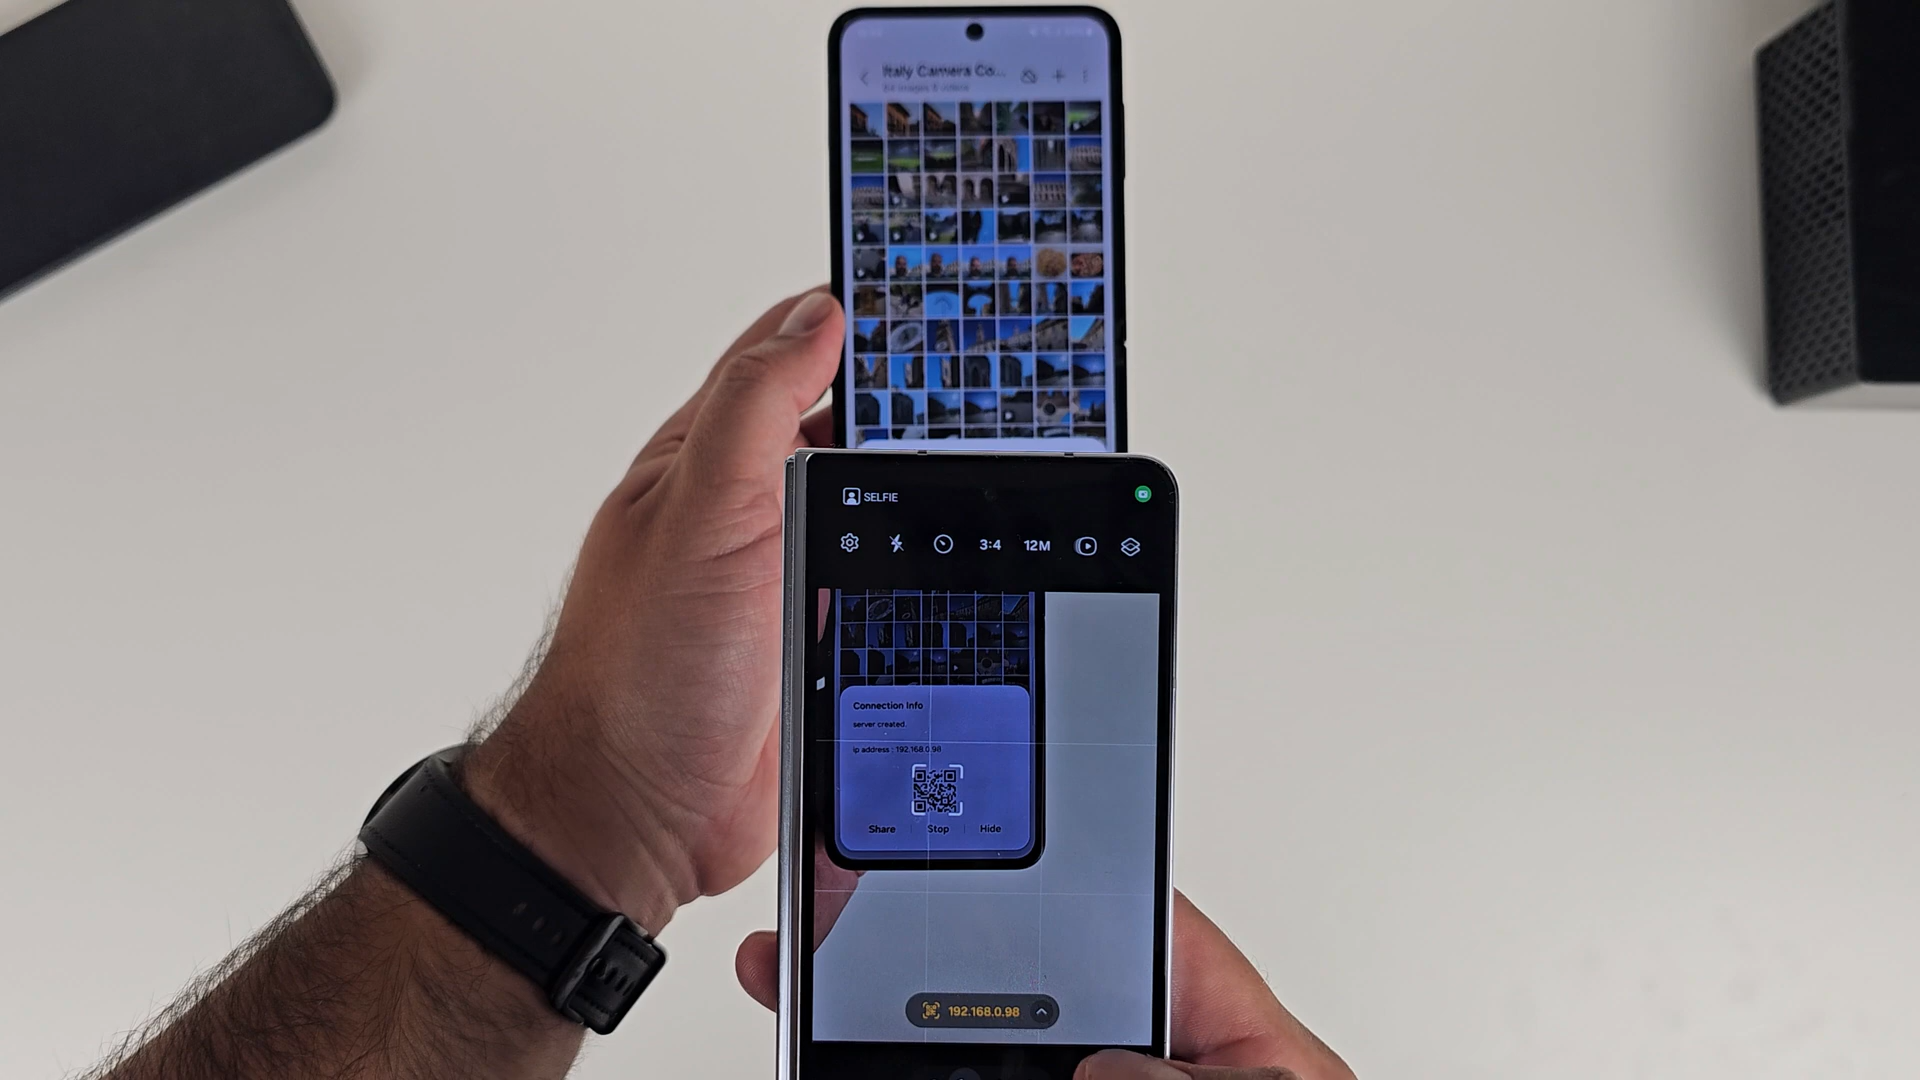 Italy Camera Co...
SELFIE
3:4 12M
Connection Info
server created.
ip address : 192.168.0.98
Share Stop Hide
192.168.0.98